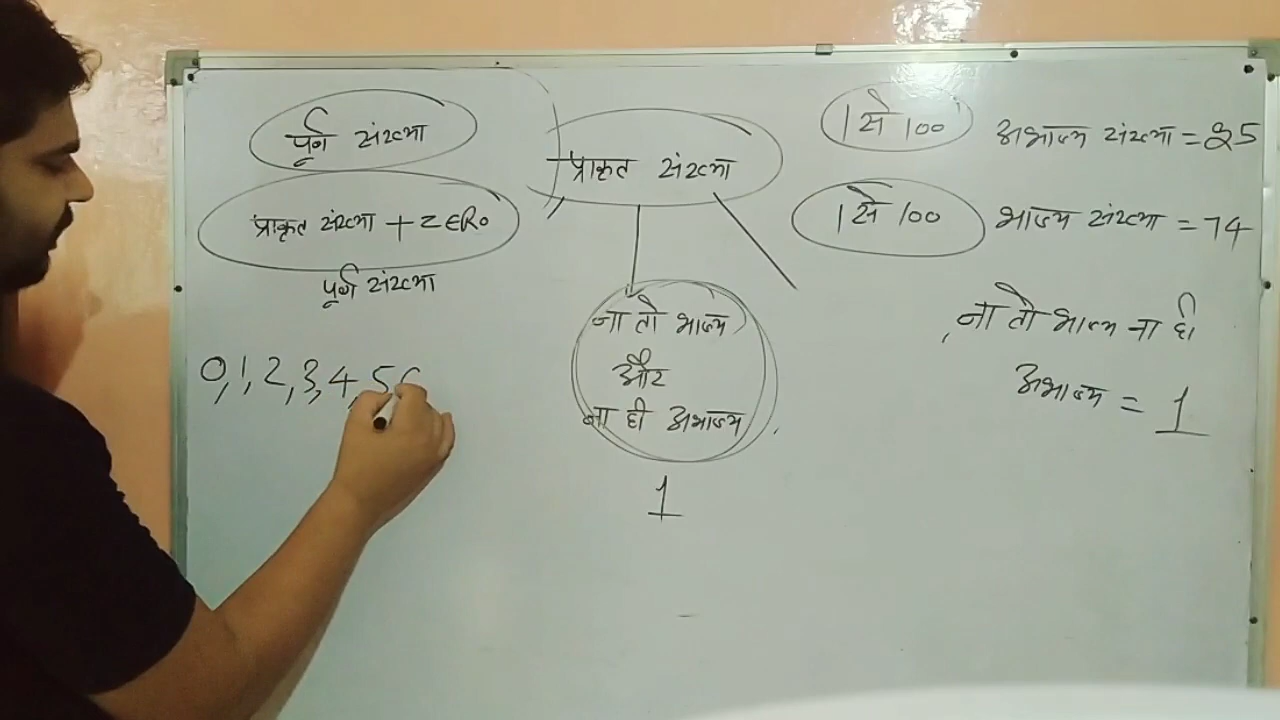 पूर्ण संख्या
प्राकृत संख्या + ZERO
पूर्ण संख्या
0, 1, 2, 3, 4, 5, 6
प्राकृत संख्या
ना तो भाज्य
और
ना ही अभाज्य
1
1 से 100 अभाज्य संख्या = 25
1 से 100 भाज्य संख्या = 74
ना तो भाज्य ना ही
अभाज्य = 1